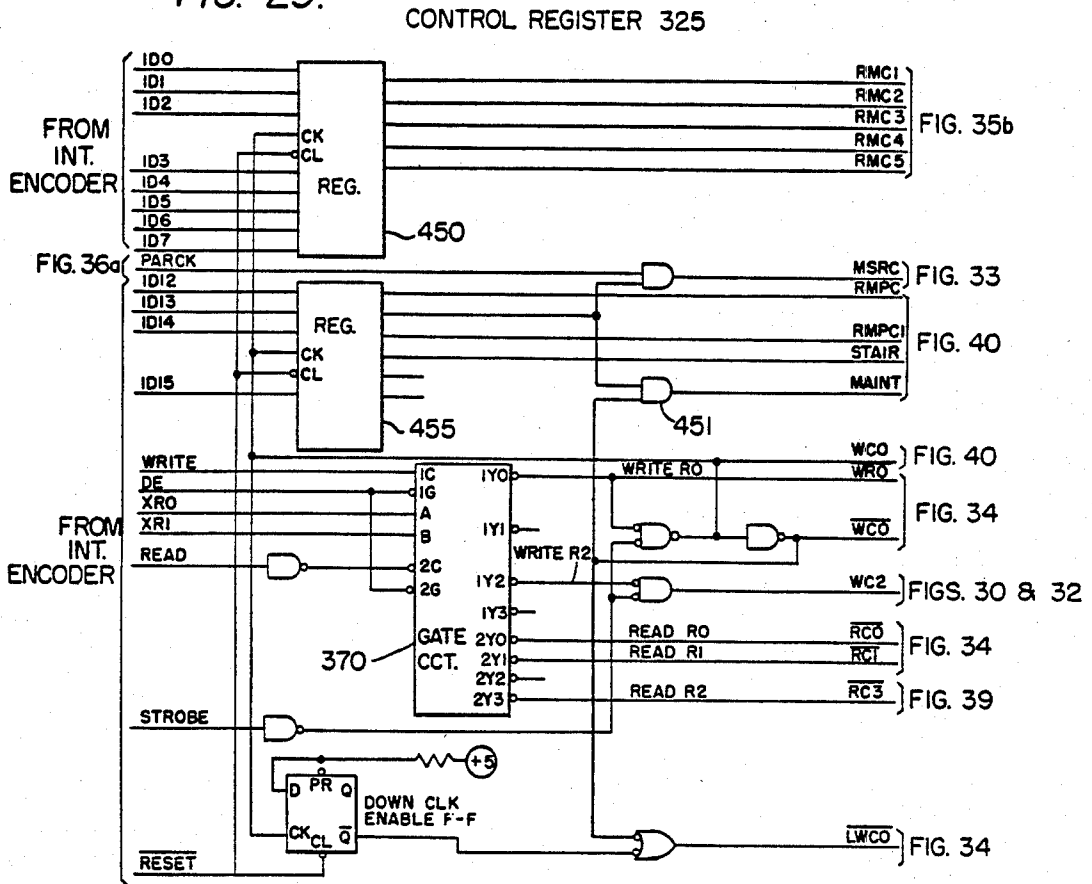 FIG. 29.
CONTROL REGISTER 325
FROM INT. ENCODER
ID0
ID1
ID2
CK
CL
ID3
ID4
ID5
ID6
ID7
REG.
450
RMC1
RMC2
RMC3
RMC4
RMC5
FIG. 35b
FIG. 36a
PARCK
MSRC
FIG. 33
ID12
ID13
ID14
REG.
CK
CL
ID15
455
RMPC
RMPC1
STAIR
MAINT
FIG. 40
451
FROM INT. ENCODER
WRITE
DE
XR0
XR1
READ
1C
1G
A
B
2C
2G
1Y0
1Y1
1Y2
1Y3
2Y0
2Y1
2Y2
2Y3
GATE CCT.
370
WRITE R0
WRITE R2
READ R0
READ R1
READ R2
WC0
FIG. 40
WR0
WC0
FIG. 34
WC2
FIGS. 30 & 32
RC0
RC1
FIG. 34
RC3
FIG. 39
STROBE
+5
D
PR
Q
CK
CL
Q
DOWN CLK
ENABLE F-F
RESET
LWC0
FIG. 34